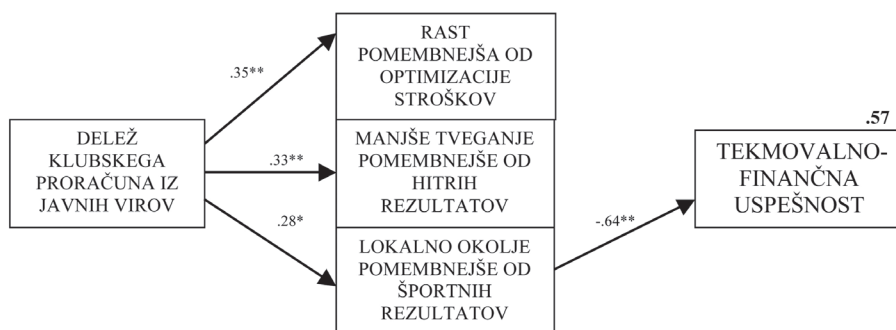 DELEŽ
KLUBSKEGA
PRORAČUNA IZ
JAVNIH VIROV
.35**
.33**
.28*
RAST
POMEMBNEJŠA OD
OPTIMIZACIJE
STROŠKOV
MANJŠE TVEGANJE
POMEMBNEJŠE OD
HITRIH
REZULTATOV
LOKALNO OKOLJE
POMEMBNEJŠE OD
ŠPORTNIH
REZULTATOV
-.64**
.57
TEKMOVALNO-
FINANČNA
USPEŠNOST